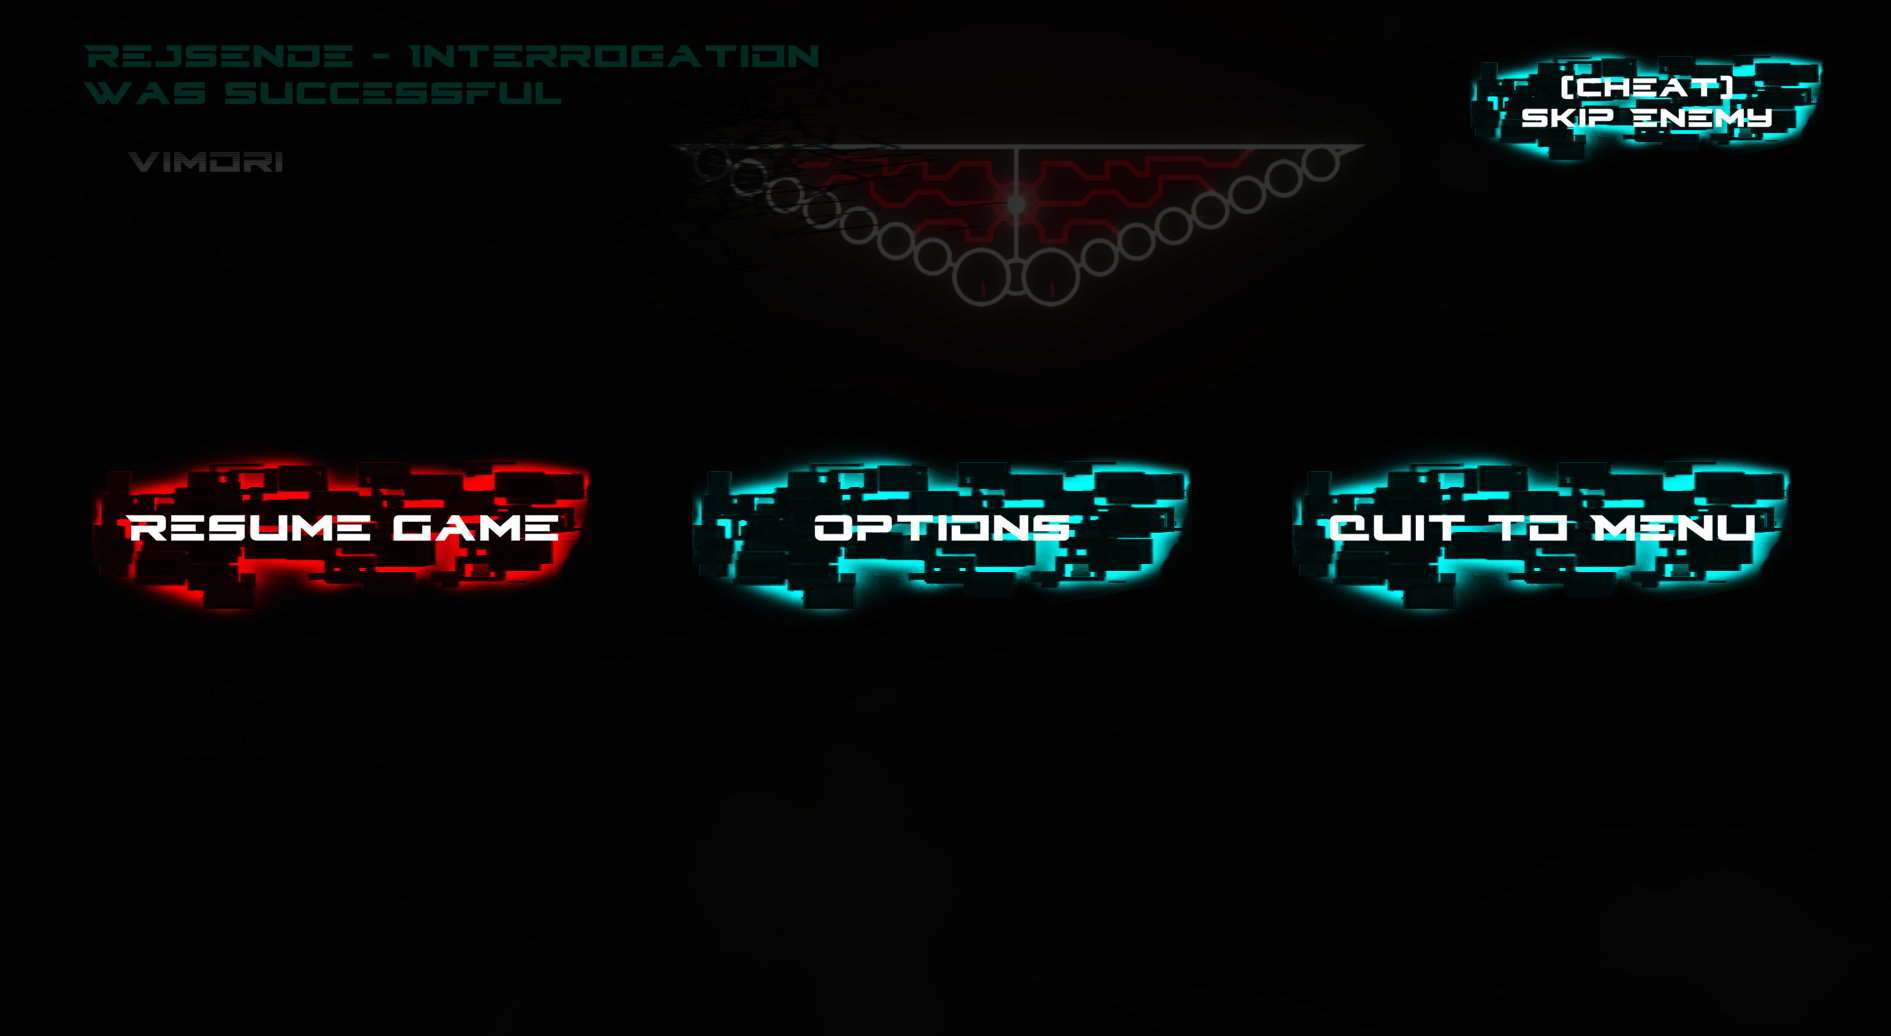 REJSENDE - INTERROGATION
WAS SUCCESSFUL
VIMORI
[CHEAT]
SKIP ENEMY
RESUME GAME
OPTIONS
QUIT TO MENU